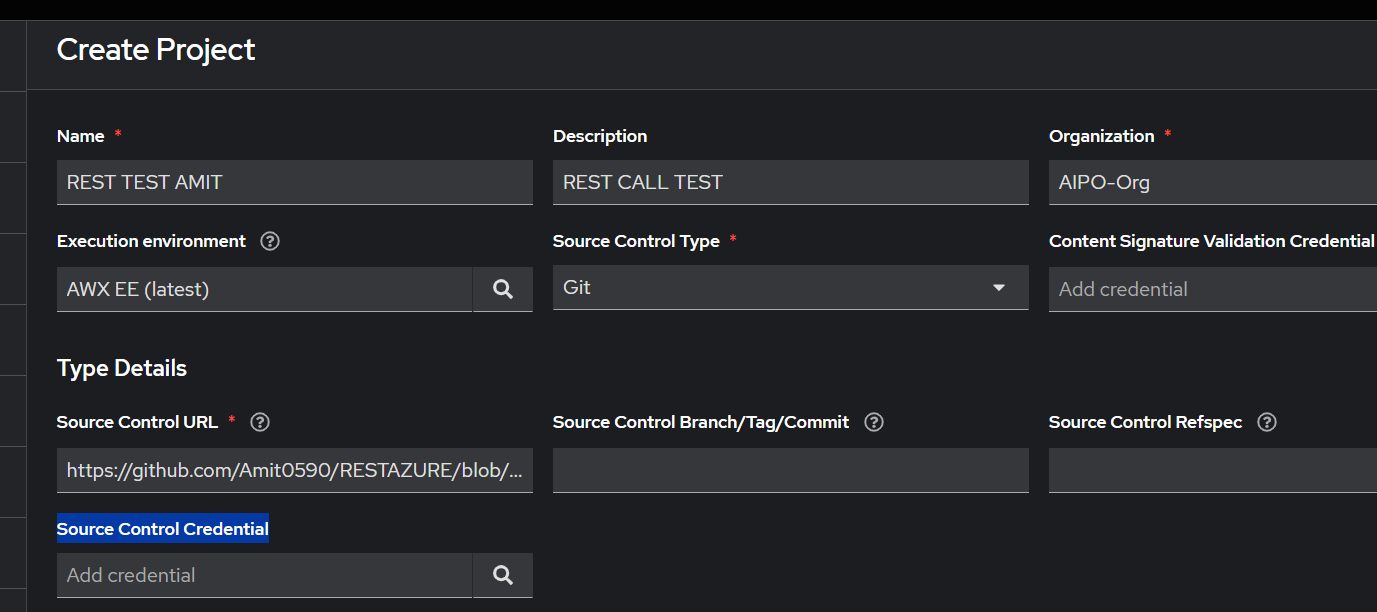 Create Project
Name *
Description
Organization *
REST TEST AMIT
REST CALL TEST
AIPO-Org
Execution environment
Source Control Type *
Content Signature Validation Credential
AWX EE (latest)
Git
Add credential
Type Details
Source Control URL *
Source Control Branch/Tag/Commit
Source Control Refspec
https://github.com/Amit0590/RESTAZURE/blob/...
Source Control Credential
Add credential